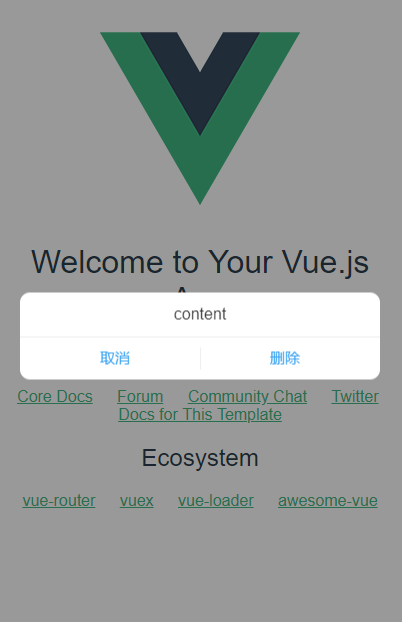 Welcome to Your Vue.js
content
取消 删除
Core Docs Forum Community Chat Twitter
Docs for This Template
Ecosystem
vue-router vuex vue-loader awesome-vue